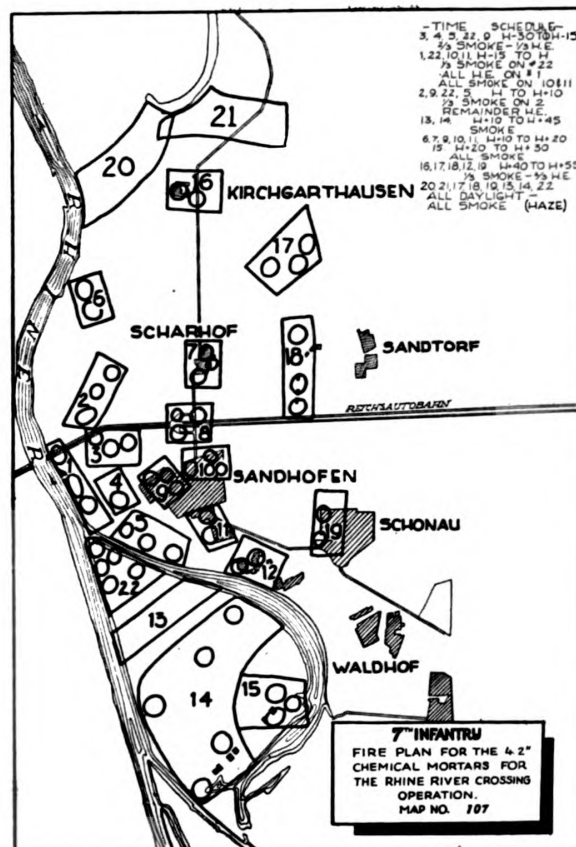 -TIME SCHEDULE-
3, 4, 5, 22, 9 H-30 TO H-15
⅔ SMOKE - ⅓ H.E.
1, 22, 10, 11, H-15 TO H
⅓ SMOKE ON #22
ALL H.E. ON #1
ALL SMOKE ON 10&11
2, 9, 22, 5 H TO H+10
⅓ SMOKE ON 2
REMAINDER H.E.
13, 14 H+10 TO H+45
SMOKE
6, 7, 9, 10, 11, H+10 TO H+20
15 H+20 TO H+30
ALL SMOKE
16, 17, 18, 12, 19 H+40 TO H+55
⅓ SMOKE - ⅔ H.E.
20, 21, 17, 18, 19, 13, 14, 22
ALL DAYLIGHT -
ALL SMOKE (HAZE)
21
20
16
KIRCHGARTHAUSEN
17
6
SCHARHOF
7
18
SANDTORF
2
REICHSAUTOBAHN
8
3
10
SANDHOFEN
9
4
11
19
SCHONAU
5
12
22
13
WALDHOF
14
15
RHINE R
7TH INFANTRY
FIRE PLAN FOR THE 4.2"
CHEMICAL MORTARS FOR
THE RHINE RIVER CROSSING
OPERATION.
MAP NO. 107